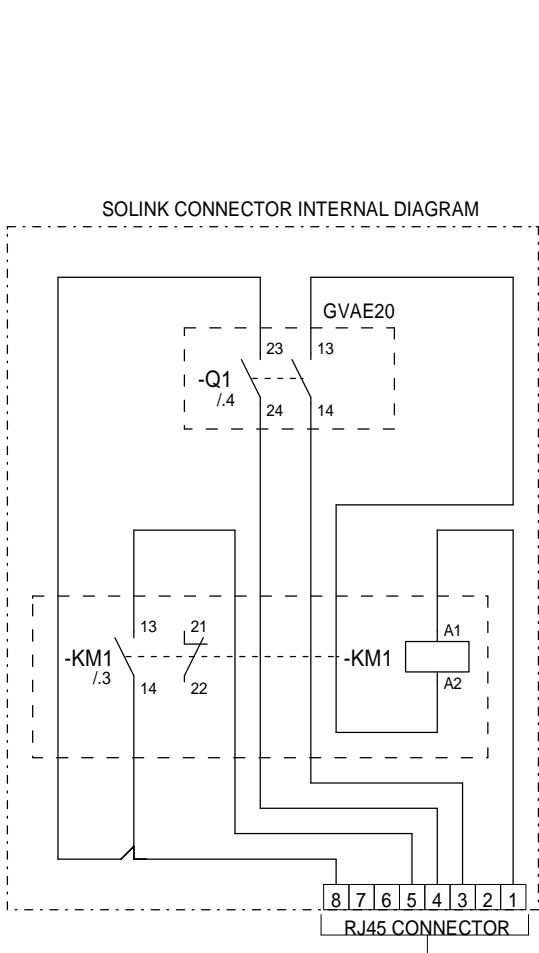 SOLINK CONNECTOR INTERNAL DIAGRAM
GVAE20
23
13
-Q1
/.4
24
14
13
21
A1
-KM1
-KM1
/.3
14
22
A2
8 7 6 5 4 3 2 1
RJ45 CONNECTOR